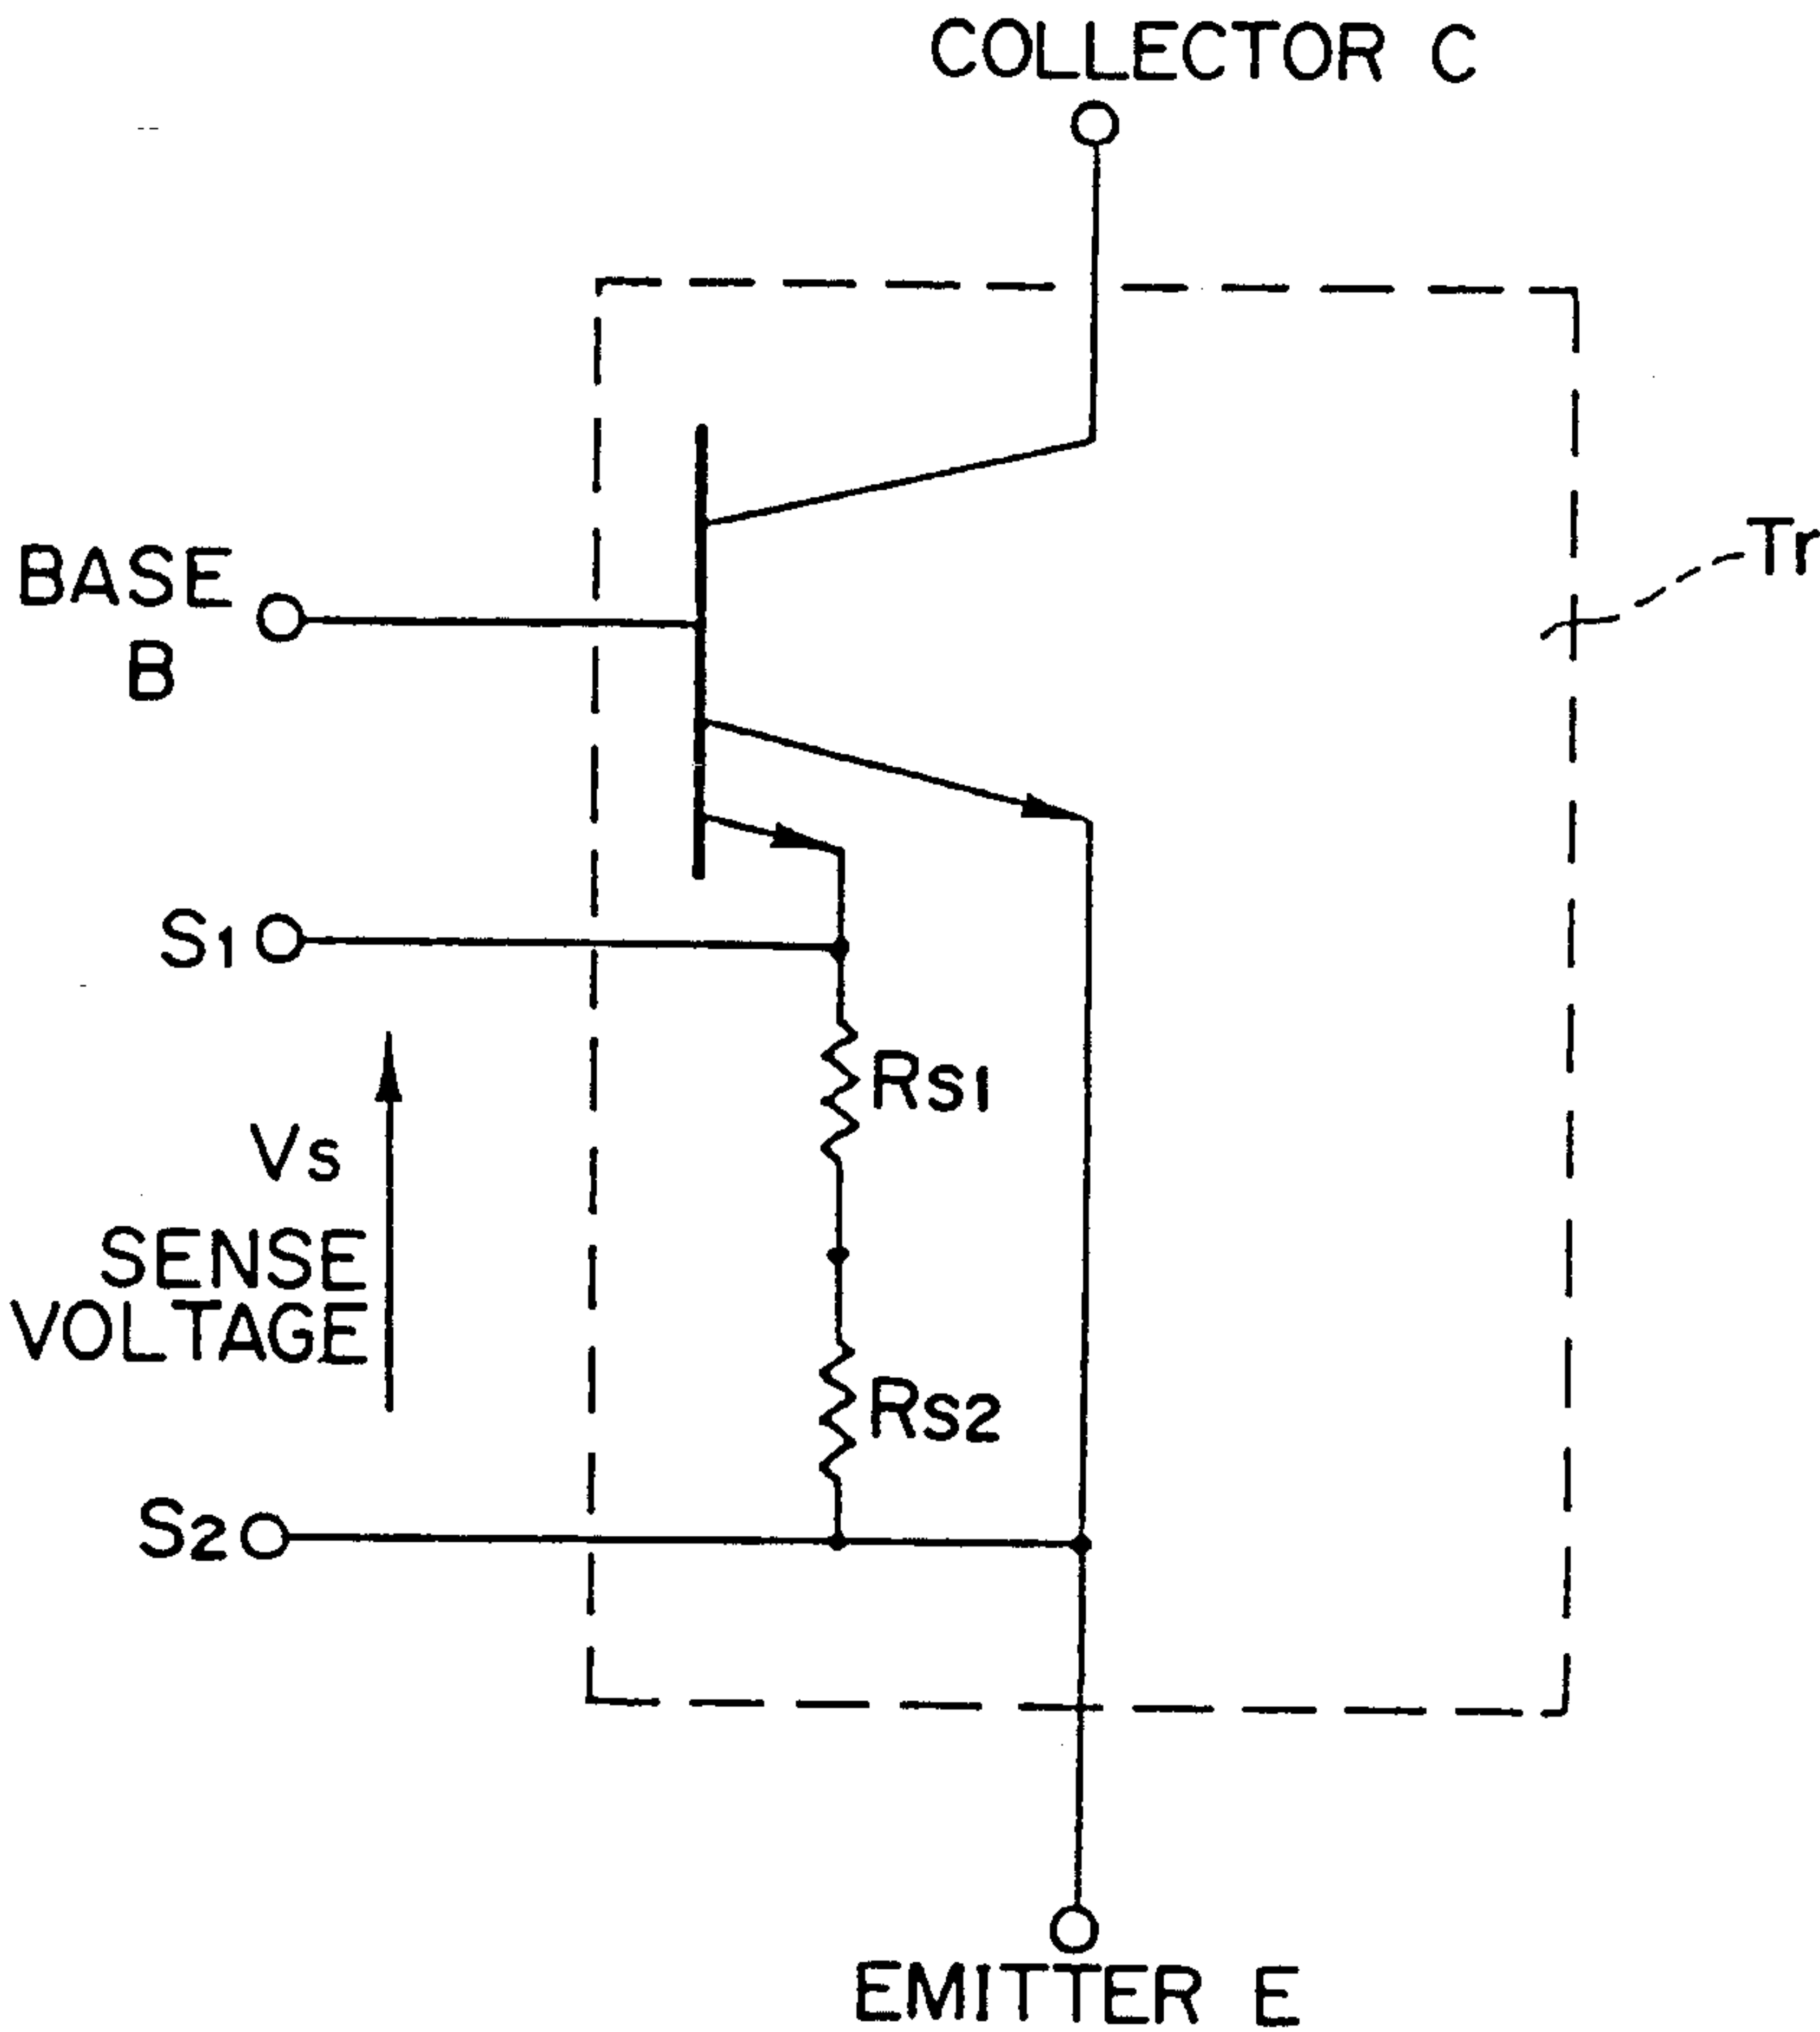 COLLECTOR C
Tr
BASE
B
S1
RS1
Vs
SENSE
VOLTAGE
RS2
S2
EMITTER E